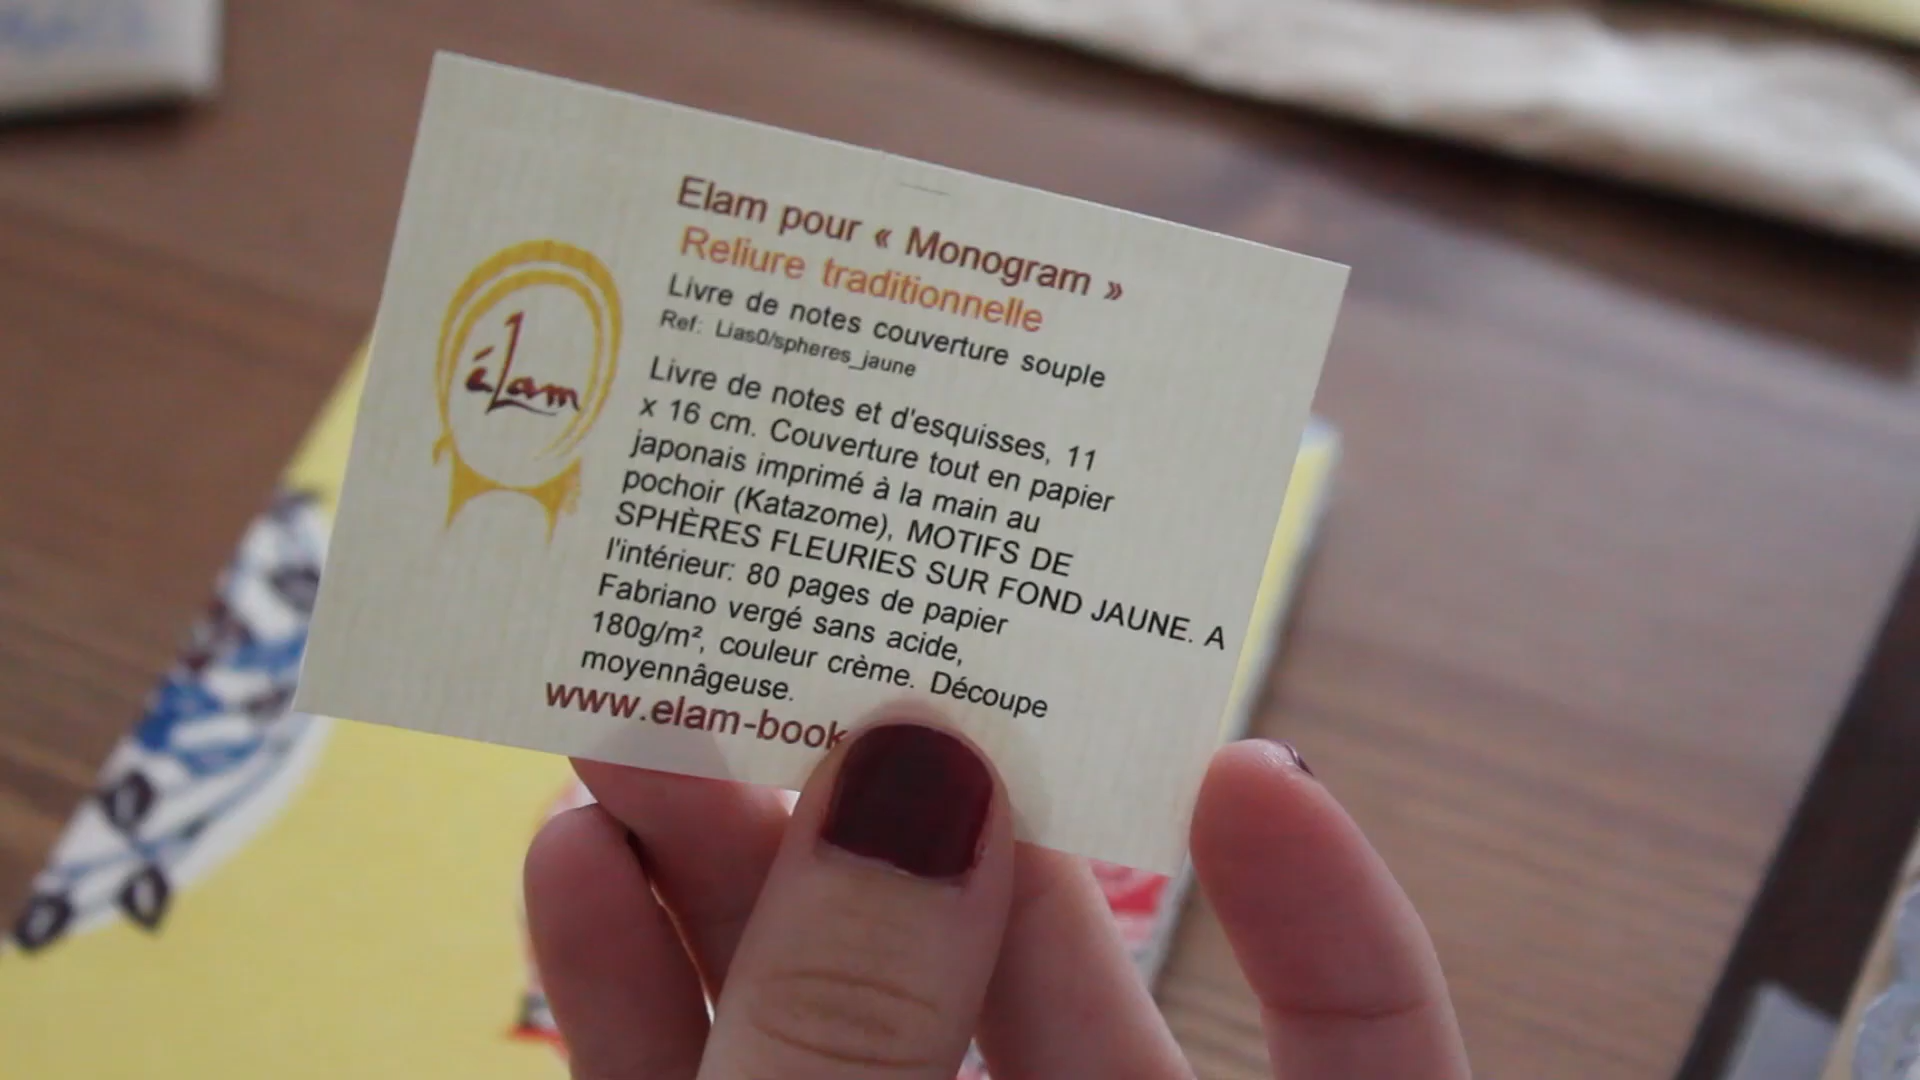 élam
Elam pour « Monogram »
Reliure traditionnelle
Livre de notes couverture souple
Ref: Lias0/spheres_jaune
Livre de notes et d'esquisses, 11
x 16 cm. Couverture tout en papier
japonais imprimé à la main au
pochoir (Katazome), MOTIFS DE
SPHÈRES FLEURIES SUR FOND JAUNE. A
l'intérieur: 80 pages de papier
Fabriano vergé sans acide,
180g/m², couleur crème. Découpe
moyennâgeuse.
www.elam-book